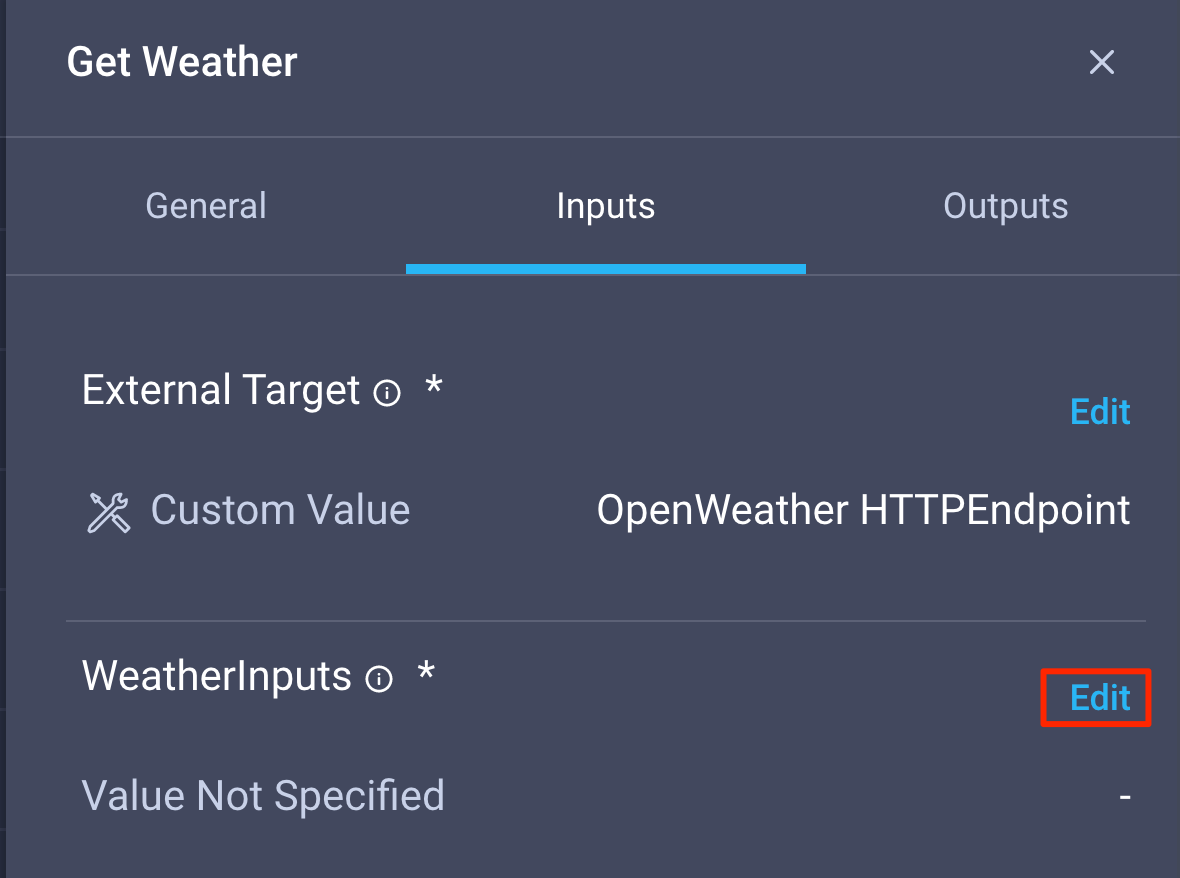 Get Weather
General Inputs Outputs
External Target *
Edit
Custom Value OpenWeather HTTPEndpoint
WeatherInputs *
Edit
Value Not Specified -